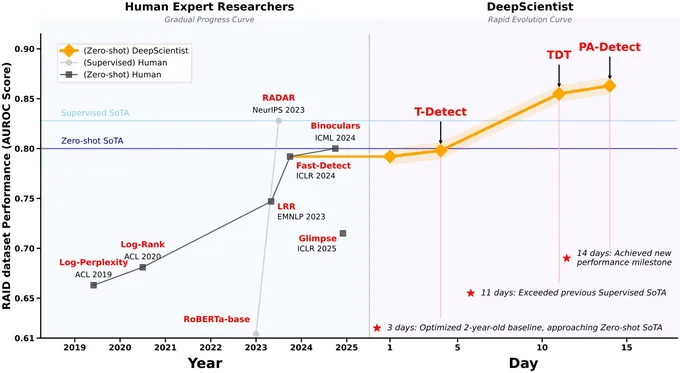 Human Expert Researchers
Gradual Progress Curve
DeepScientist
Rapid Evolution Curve
RAID dataset Performance (AUROC Score)
0.90
0.85
0.80
0.75
0.70
0.65
0.61
(Zero-shot) DeepScientist
(Supervised) Human
(Zero-shot) Human
Supervised SoTA
Zero-shot SoTA
RADAR
NeurIPS 2023
Binoculars
ICML 2024
Fast-Detect
ICLR 2024
LRR
EMNLP 2023
Glimpse
ICLR 2025
Log-Rank
ACL 2020
Log-Perplexity
ACL 2019
RoBERTa-base
T-Detect
TDT
PA-Detect
14 days: Achieved new
performance milestone
11 days: Exceeded previous Supervised SoTA
3 days: Optimized 2-year-old baseline, approaching Zero-shot SoTA
2019 2020 2021 2022 2023 2024 2025
1 5 10 15
Year
Day